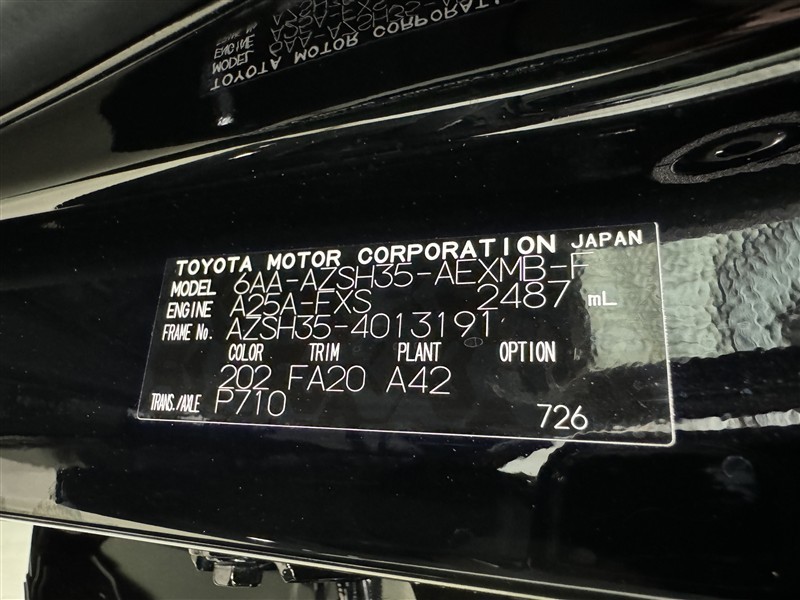 TOYOTA MOTOR CORPORATION JAPAN
MODEL 6AA-AZSH35-AEXMB-F
ENGINE A25A-FXS 2487 mL
FRAME No. AZSH35-4013191
COLOR TRIM PLANT OPTION
202 FA20 A42
TRANS./AXLE P710
726